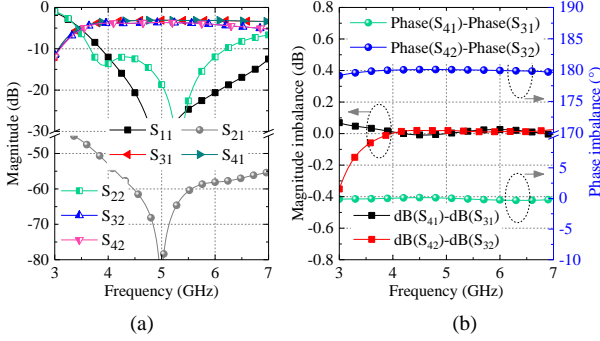 (a)
0
-10
-20
-30
-50
-60
-70
-80
Magnitude (dB)
S₁₁ S₂₁
S₃₁ S₄₁
S₂₂
S₃₂
S₄₂
3 4 5 6 7
Frequency (GHz)
(a)
(b)
Phase(S₄₁)-Phase(S₃₁)
Phase(S₄₂)-Phase(S₃₂)
0.8
0.6
0.4
0.2
0.0
-0.2
-0.4
-0.6
-0.8
Magnitude imbalance (dB)
dB(S₄₁)-dB(S₃₁)
dB(S₄₂)-dB(S₃₂)
190
185
180
175
170
5
0
-5
-10
Phase imbalance (°)
3 4 5 6 7
Frequency (GHz)
(b)